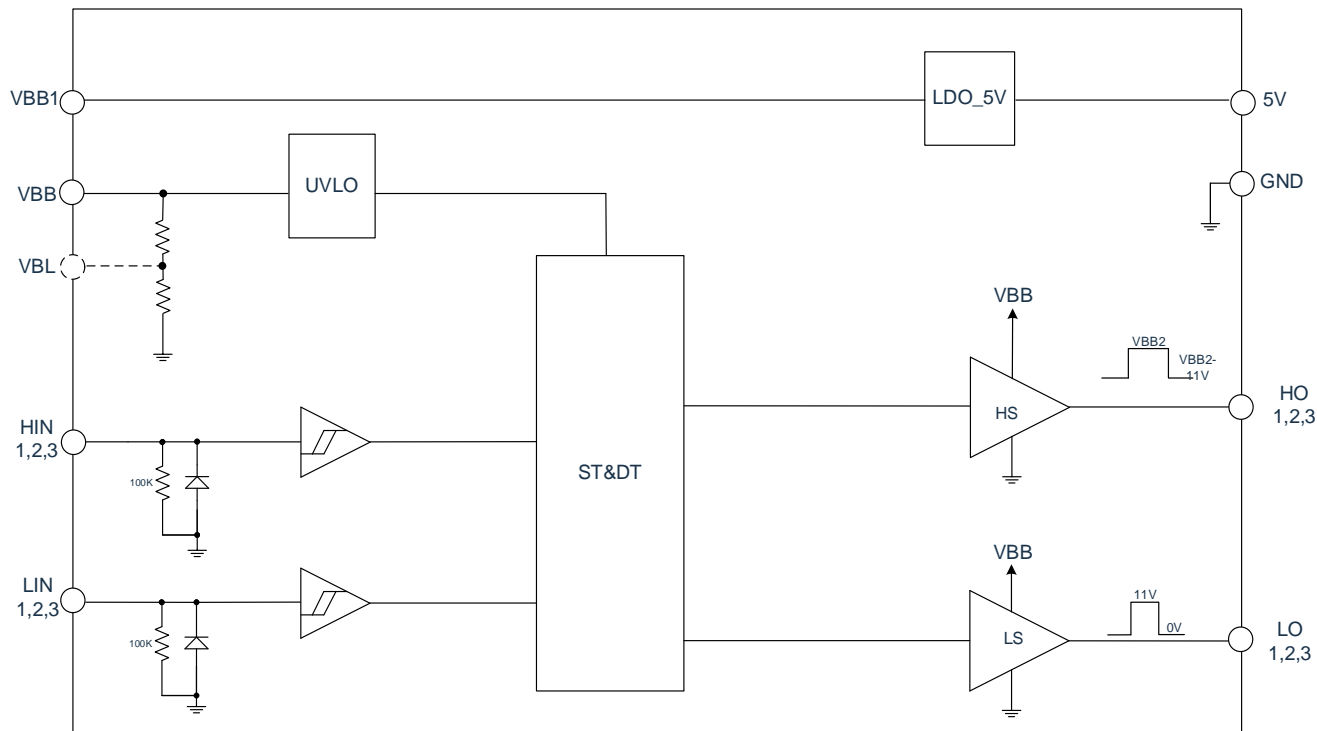 VBB1
LDO_5V
5V
UVLO
VBB
GND
VBL
VBB
VBB2
VBB2-
11V
HS
HO
1,2,3
HIN
1,2,3
100K
ST&DT
VBB
LIN
1,2,3
100K
11V
0V
LS
LO
1,2,3